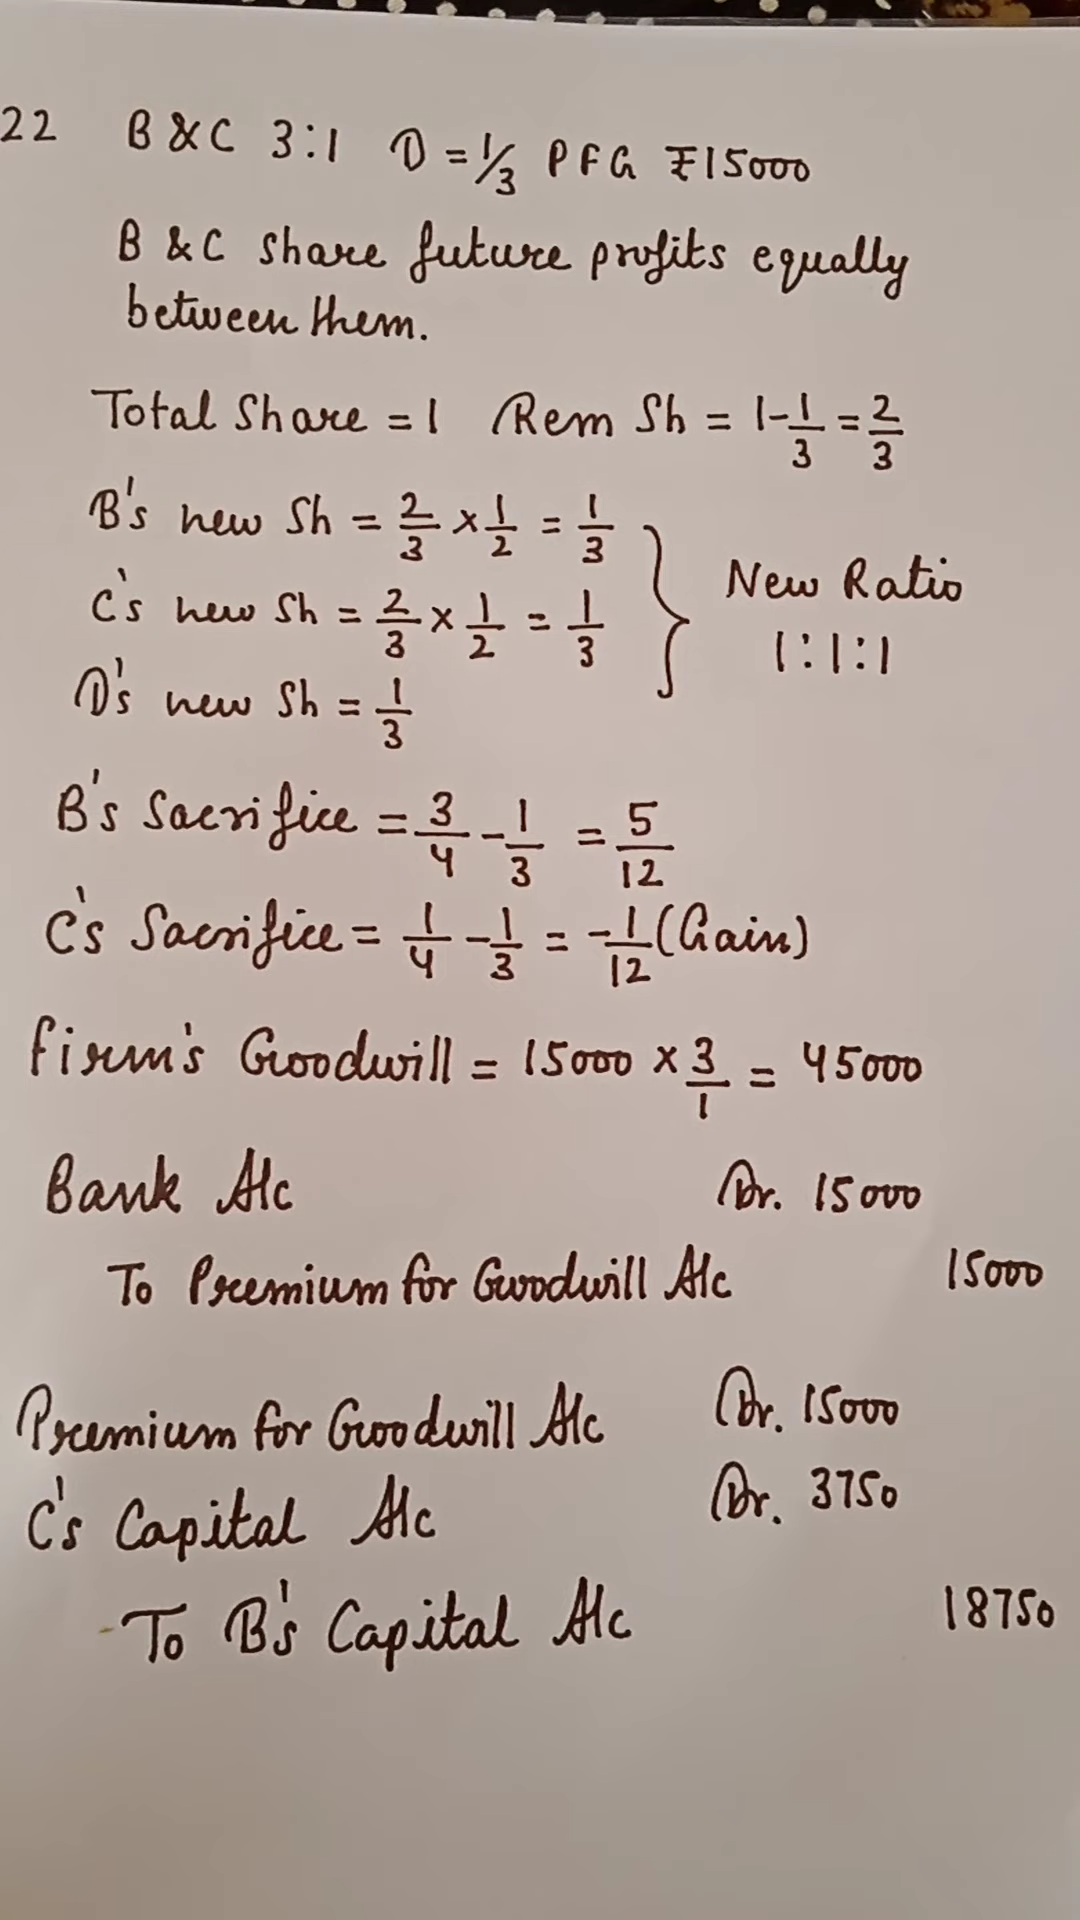 22 B & C 3:1 D = 1/3 PFG ₹15000
B & C share future profits equally
between them.
Total Share = 1 Rem Sh = 1-1/3 = 2/3
B's new Sh = 2/3 × 1/2 = 1/3
C's new Sh = 2/3 × 1/2 = 1/3
D's new Sh = 1/3
New Ratio
1:1:1
B's Sacrifice = 3/4 - 1/3 = 5/12
C's Sacrifice = 1/4 - 1/3 = -1/12 (Gain)
Firm's Goodwill = 15000 × 3/1 = 45000
Bank A/c Dr. 15000
To Premium for Goodwill A/c 15000
Premium for Goodwill A/c Dr. 15000
C's Capital A/c Dr. 3750
To B's Capital A/c 18750